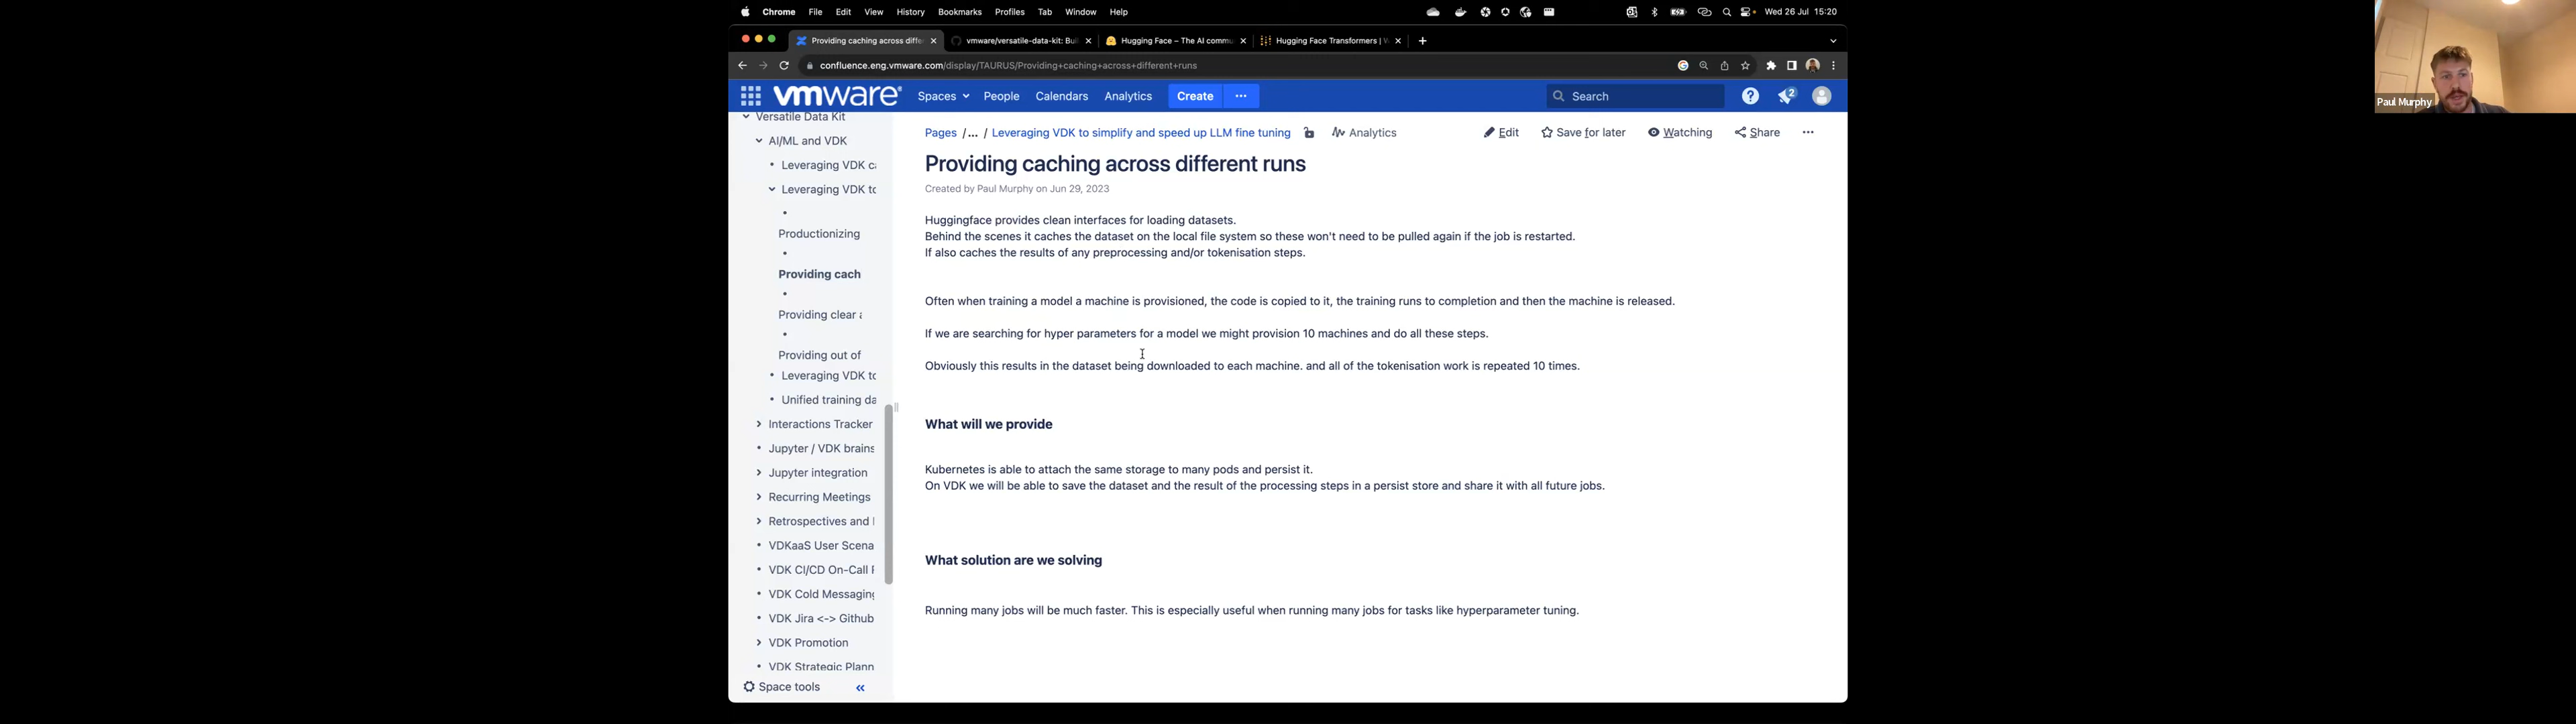 Chrome File Edit View History Bookmarks Profiles Tab Window Help
Wed 26 Jul 15:20
Providing caching across diffe
vmware/versatile-data-kit: Bui
Hugging Face – The AI commu
Hugging Face Transformers | W
confluence.eng.vmware.com/display/TAURUS/Providing+caching+across+different+runs
vmware Spaces People Calendars Analytics Create Search 2
Versatile Data Kit
AI/ML and VDK
Leveraging VDK ca
Leveraging VDK to
Productionizing
Providing cach
Providing clear a
Providing out of
Leveraging VDK to
Unified training da
Interactions Tracker
Jupyter / VDK brains
Jupyter integration
Recurring Meetings
Retrospectives and
VDKaaS User Scena
VDK CI/CD On-Call
VDK Cold Messaging
VDK Jira <-> Github
VDK Promotion
VDK Strategic Plann
Space tools
Pages /... / Leveraging VDK to simplify and speed up LLM fine tuning Analytics
Edit Save for later Watching Share
Providing caching across different runs
Created by Paul Murphy on Jun 29, 2023
Huggingface provides clean interfaces for loading datasets.
Behind the scenes it caches the dataset on the local file system so these won't need to be pulled again if the job is restarted.
If also caches the results of any preprocessing and/or tokenisation steps.
Often when training a model a machine is provisioned, the code is copied to it, the training runs to completion and then the machine is released.
If we are searching for hyper parameters for a model we might provision 10 machines and do all these steps.
Obviously this results in the dataset being downloaded to each machine. and all of the tokenisation work is repeated 10 times.
What will we provide
Kubernetes is able to attach the same storage to many pods and persist it.
On VDK we will be able to save the dataset and the result of the processing steps in a persist store and share it with all future jobs.
What solution are we solving
Running many jobs will be much faster. This is especially useful when running many jobs for tasks like hyperparameter tuning.
Paul Murphy